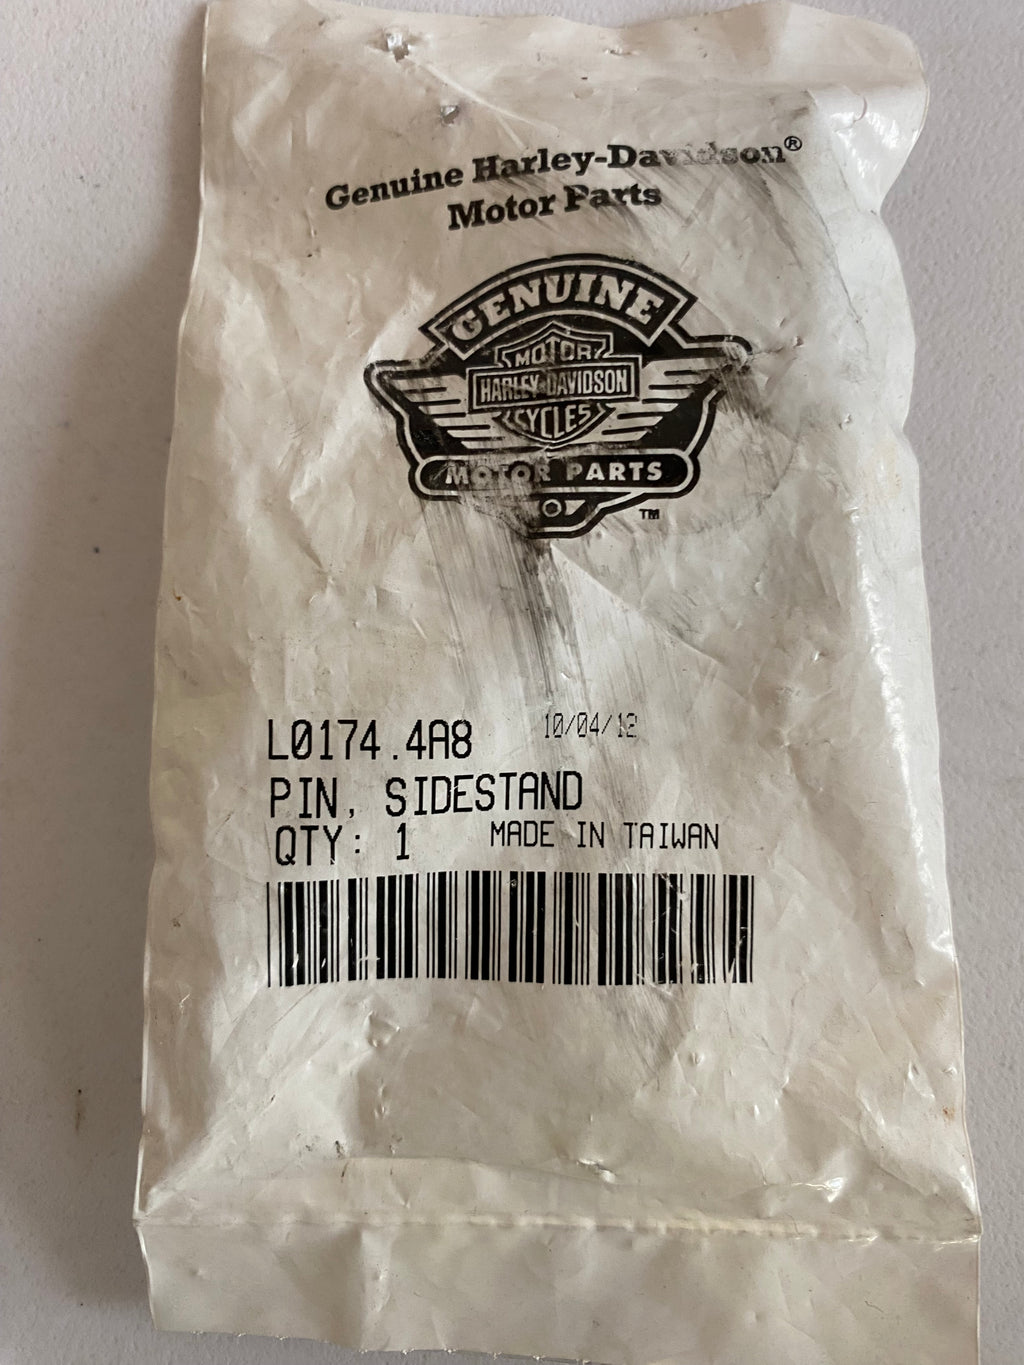 Genuine Harley-Davidson®
Motor Parts
GENUINE
MOTOR
HARLEY-DAVIDSON
CYCLES
MOTOR PARTS
TM
L0174.4A8 10/04/12
PIN, SIDESTAND
QTY: 1 MADE IN TAIWAN